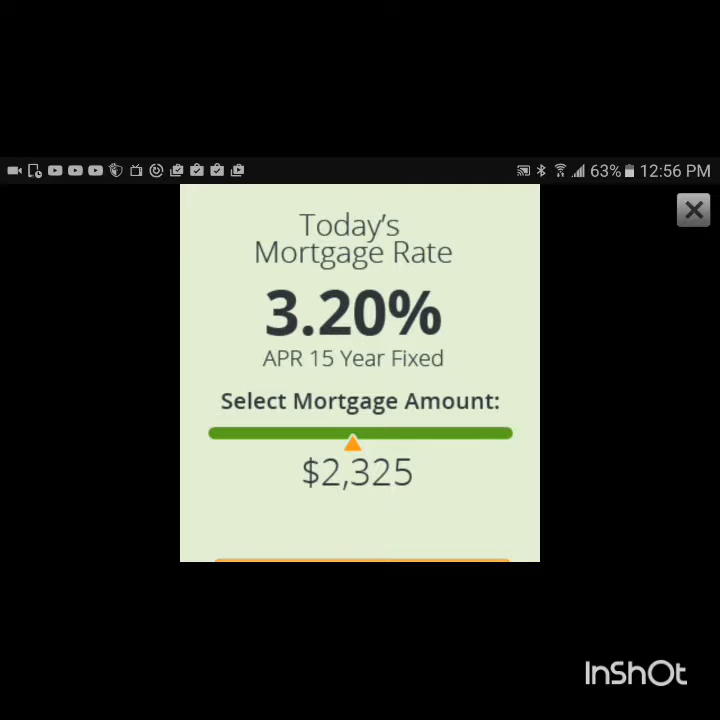 63% 12:56 PM
Today's
Mortgage Rate
3.20%
APR 15 Year Fixed
Select Mortgage Amount:
$2,325
InShOt